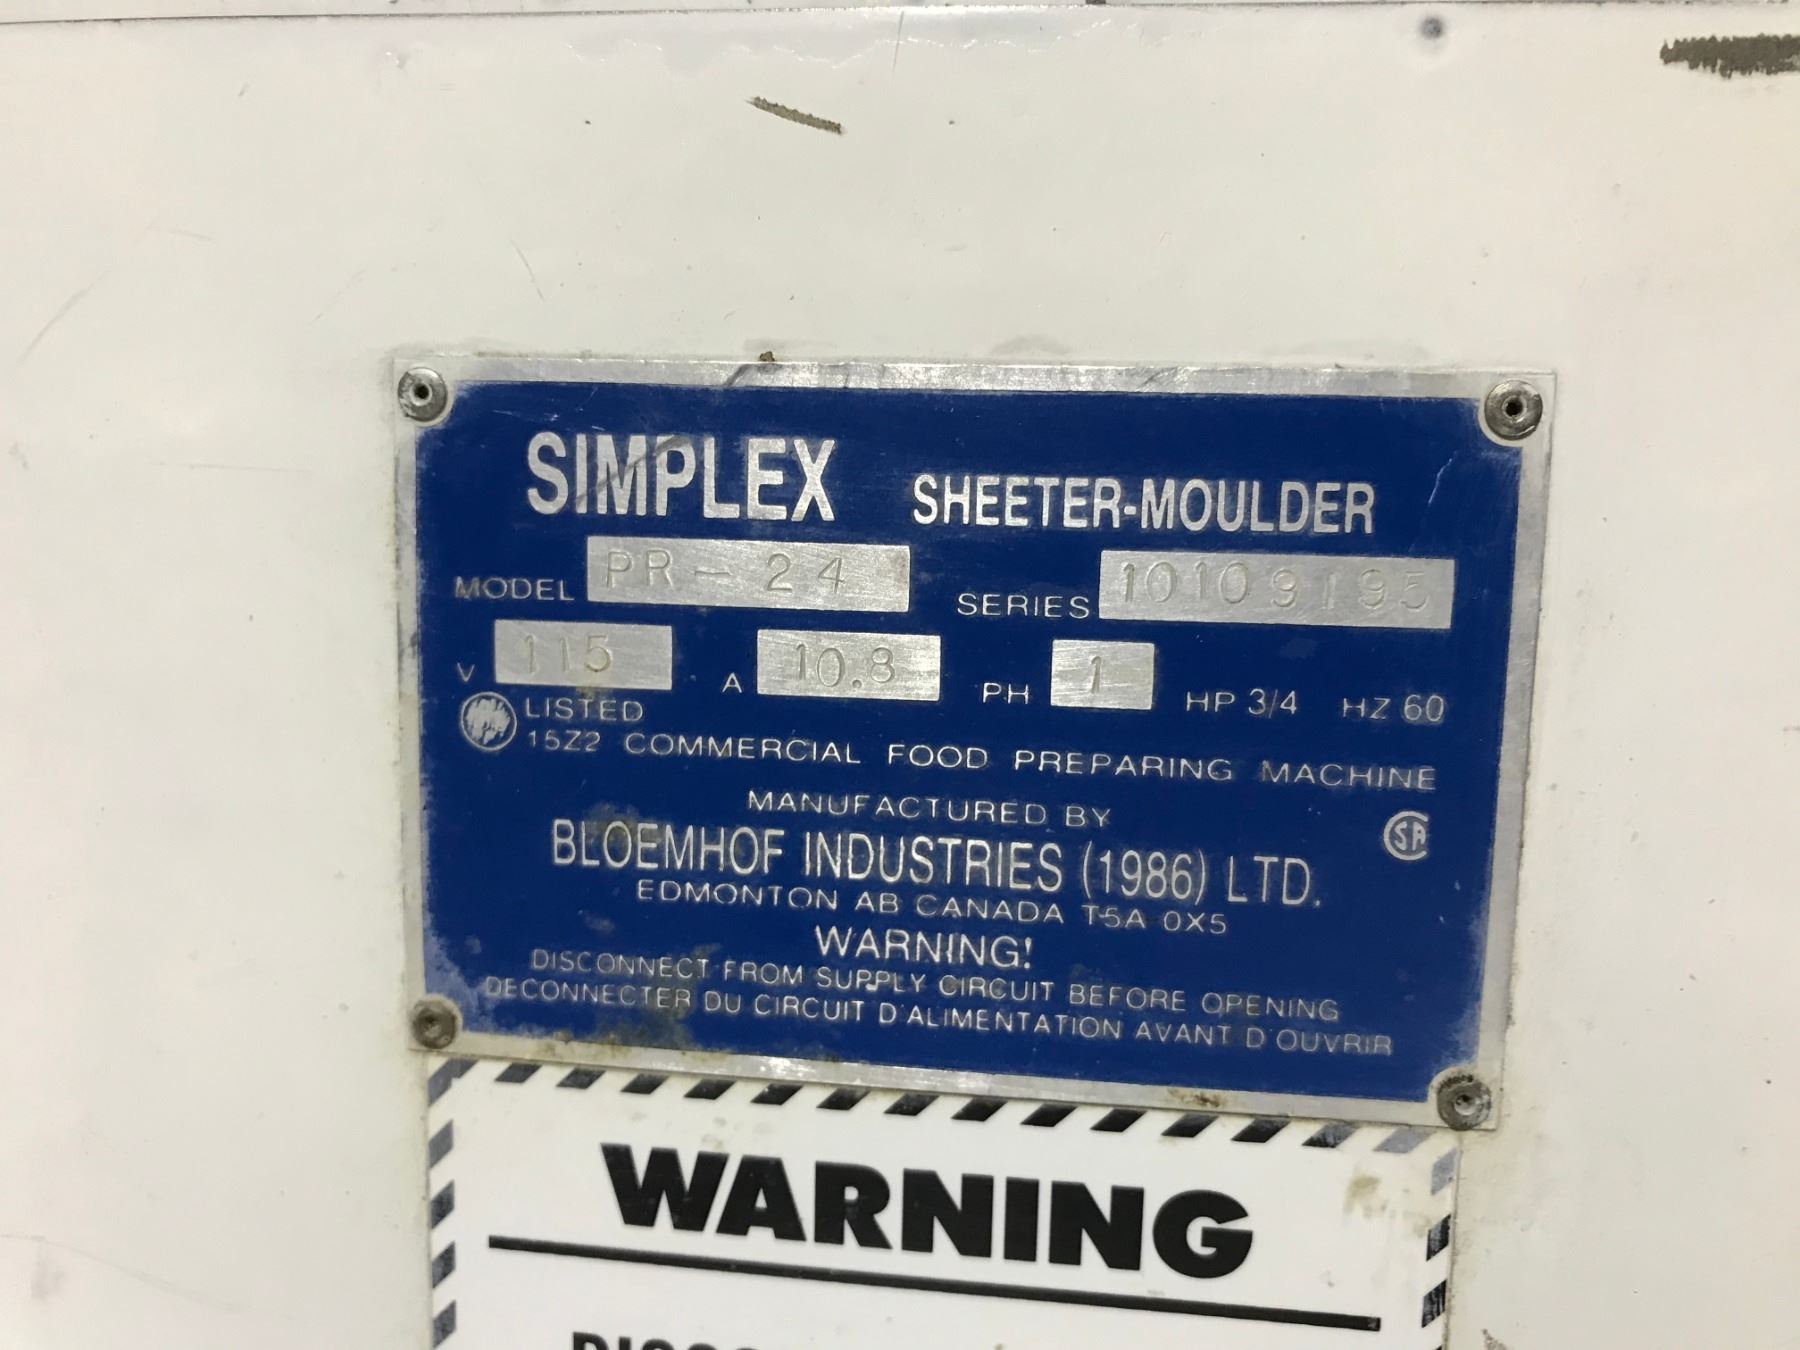 SIMPLEX SHEETER-MOULDER
MODEL PR-24 SERIES 10109195
V 115 A 10.8 PH 1 HP 3/4 HZ 60
LISTED
15Z2 COMMERCIAL FOOD PREPARING MACHINE
MANUFACTURED BY
BLOEMHOF INDUSTRIES (1986) LTD.
EDMONTON AB CANADA T5A 0X5
WARNING!
DISCONNECT FROM SUPPLY CIRCUIT BEFORE OPENING
DECONNECTER DU CIRCUIT D'ALIMENTATION AVANT D'OUVRIR
WARNING